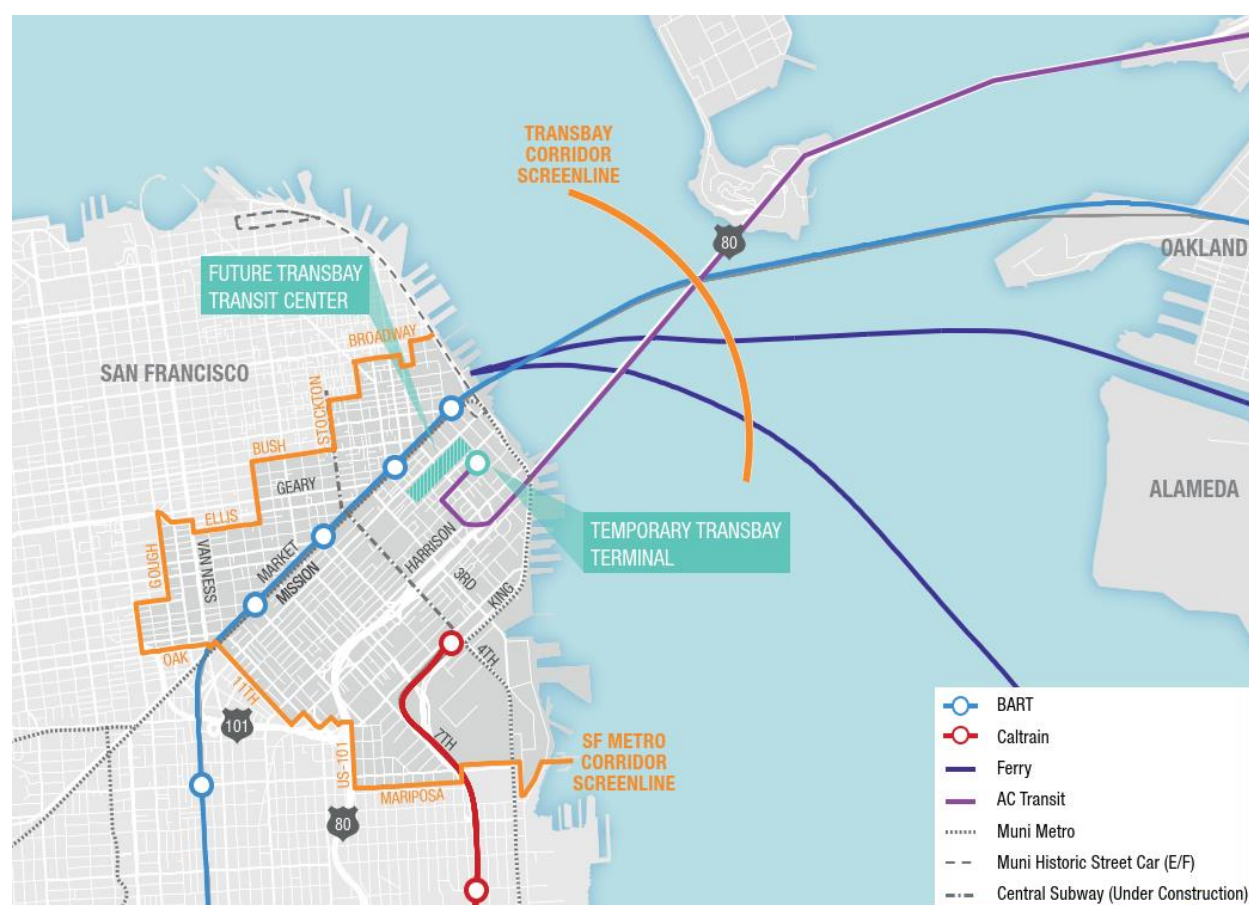 TRANSBAY
CORRIDOR
SCREENLINE
80
OAKLAND
FUTURE TRANSBAY
TRANSIT CENTER
BROADWAY
SAN FRANCISCO
STOCKTON
BUSH
GEARY
ALAMEDA
ELLIS
TEMPORARY TRANSBAY
TERMINAL
GOUGH
VAN NESS
MARKET
MISSION
HARRISON
3RD
KING
4TH
OAK
11TH
101
7TH
US-101
SF METRO
CORRIDOR
SCREENLINE
MARIPOSA
80
BART
Caltrain
Ferry
AC Transit
Muni Metro
Muni Historic Street Car (E/F)
Central Subway (Under Construction)